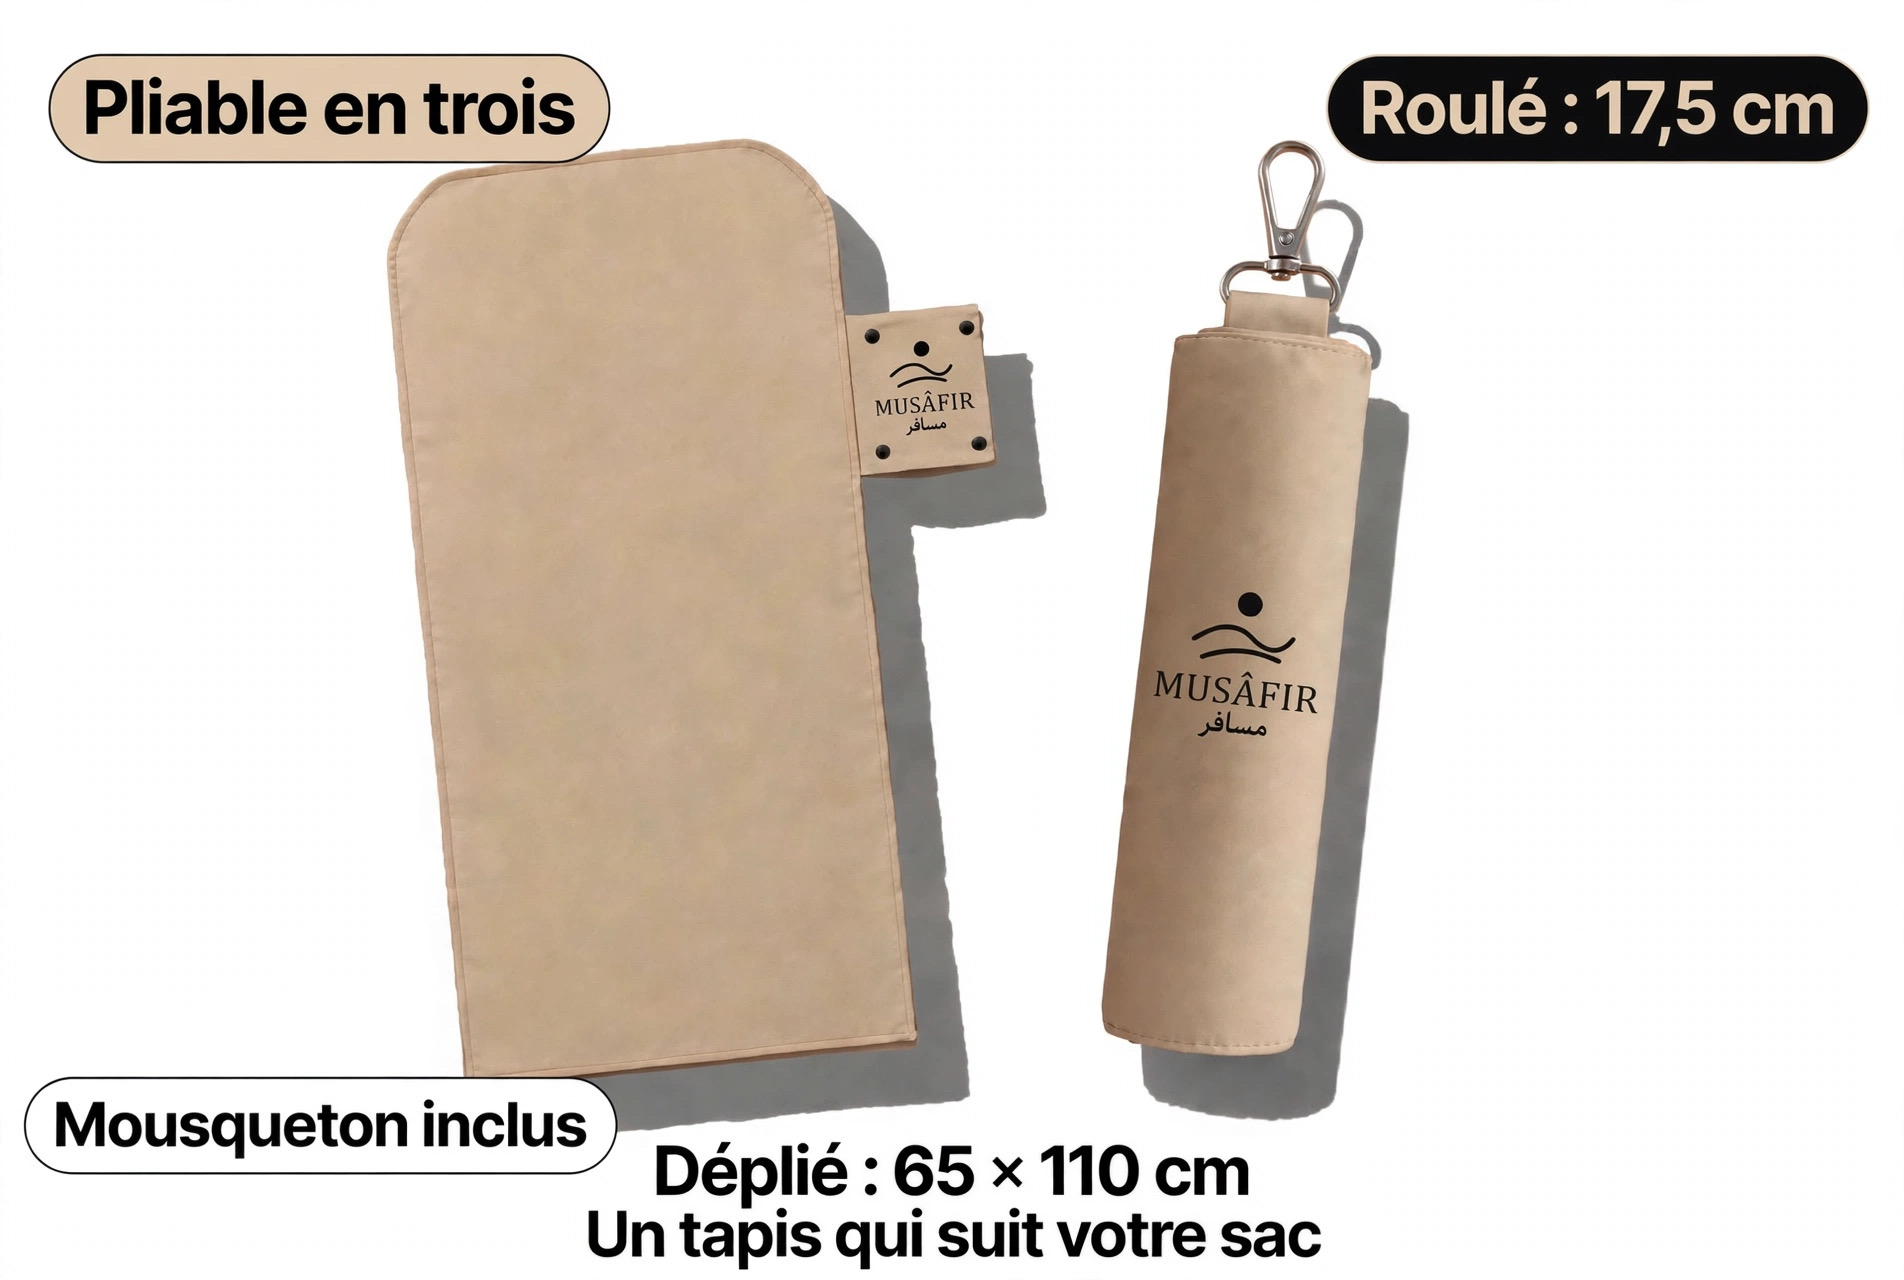 Pliable en trois
Roulé : 17,5 cm
MUSÂFIR
مسافر
MUSÂFIR
مسافر
Mousqueton inclus
Déplié : 65 × 110 cm
Un tapis qui suit votre sac